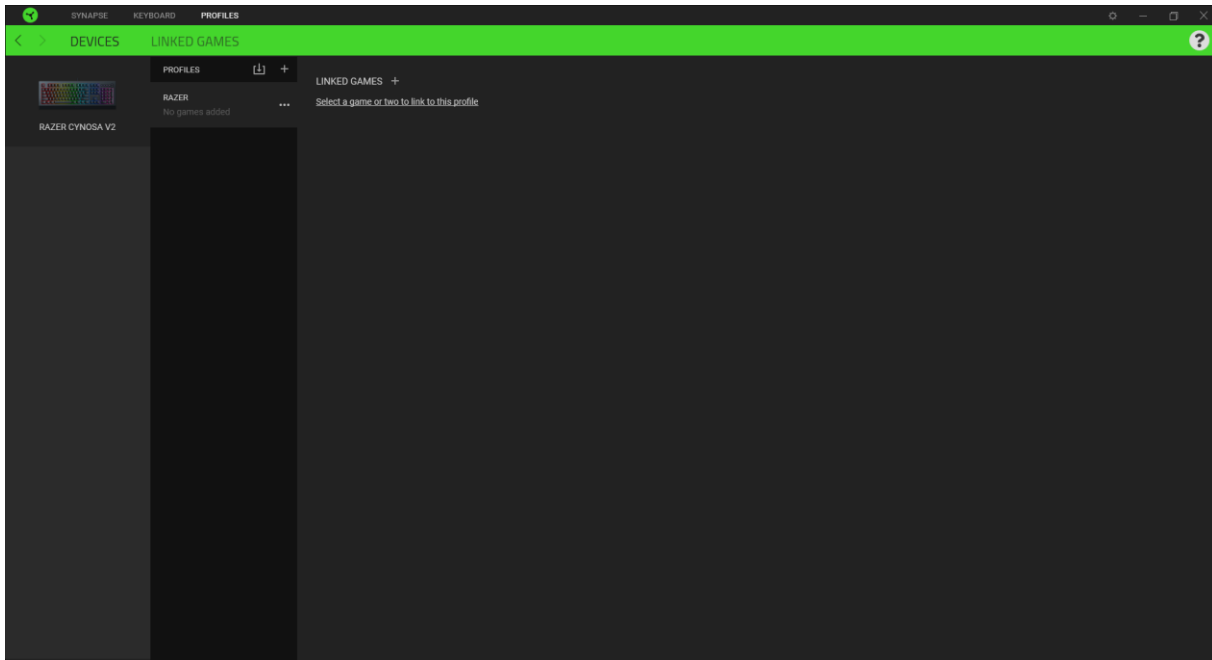 SYNAPSE KEYBOARD PROFILES
DEVICES LINKED GAMES
?
RAZER CYNOSA V2
PROFILES
RAZER
No games added
LINKED GAMES +
Select a game or two to link to this profile